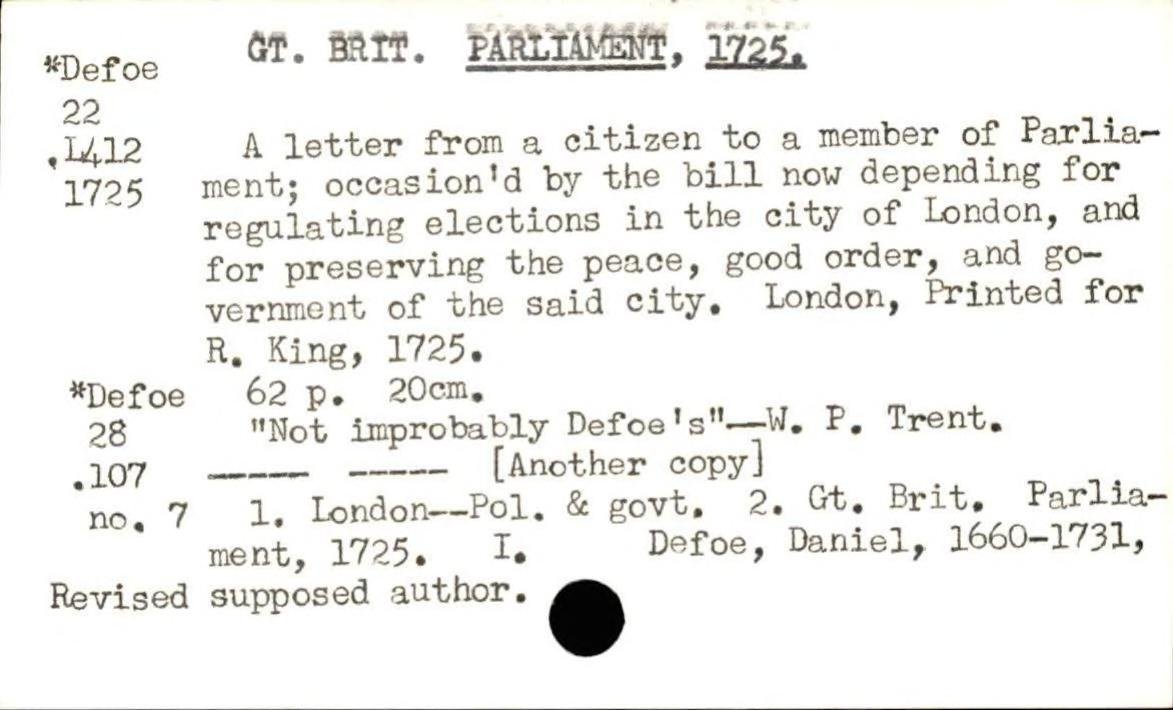 GT. BRIT. PARLIAMENT, 1725.
*Defoe
22
.L412
1725
A letter from a citizen to a member of Parlia-
ment; occasion'd by the bill now depending for
regulating elections in the city of London, and
for preserving the peace, good order, and go-
vernment of the said city. London, Printed for
R. King, 1725.
*Defoe 62 p. 20cm.
28 "Not improbably Defoe's"—W. P. Trent.
.107 ----- ----- [Another copy]
no. 7 1. London--Pol. & govt. 2. Gt. Brit. Parlia-
ment, 1725. I. Defoe, Daniel, 1660-1731,
Revised supposed author.